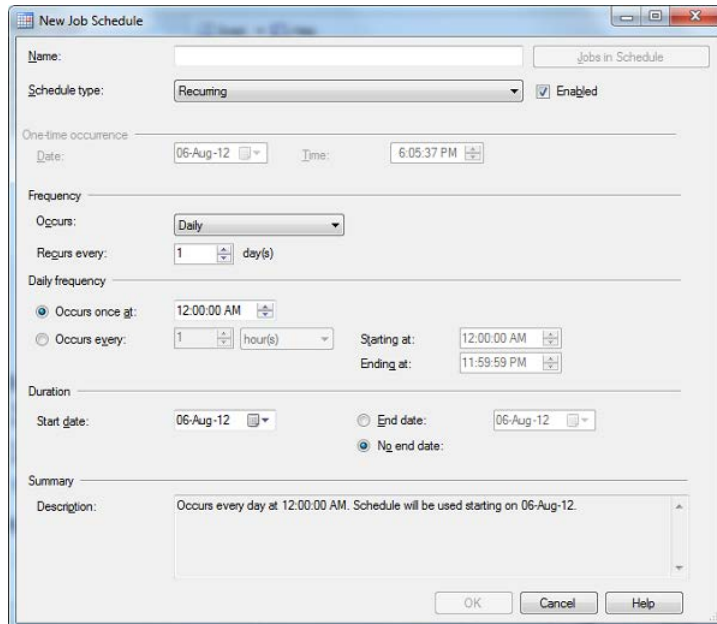 New Job Schedule
Name:
Jobs in Schedule
Schedule type: Recurring Enabled
One-time occurrence
Date: 06-Aug-12 Time: 6:05:37 PM
Frequency
Occurs: Daily
Recurs every: 1 day(s)
Daily frequency
Occurs once at: 12:00:00 AM
Occurs every: 1 hour(s) Starting at: 12:00:00 AM
Ending at: 11:59:59 PM
Duration
Start date: 06-Aug-12 End date: 06-Aug-12
No end date:
Summary
Description: Occurs every day at 12:00:00 AM. Schedule will be used starting on 06-Aug-12.
OK Cancel Help